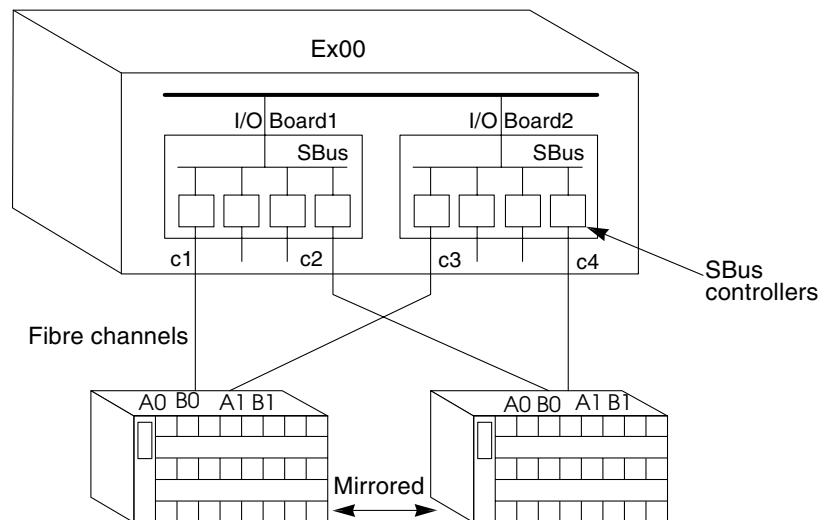 Ex00
I/O Board1
I/O Board2
SBus
SBus
c1
c2
c3
c4
SBus
controllers
Fibre channels
A0 B0 A1 B1
A0 B0 A1 B1
Mirrored